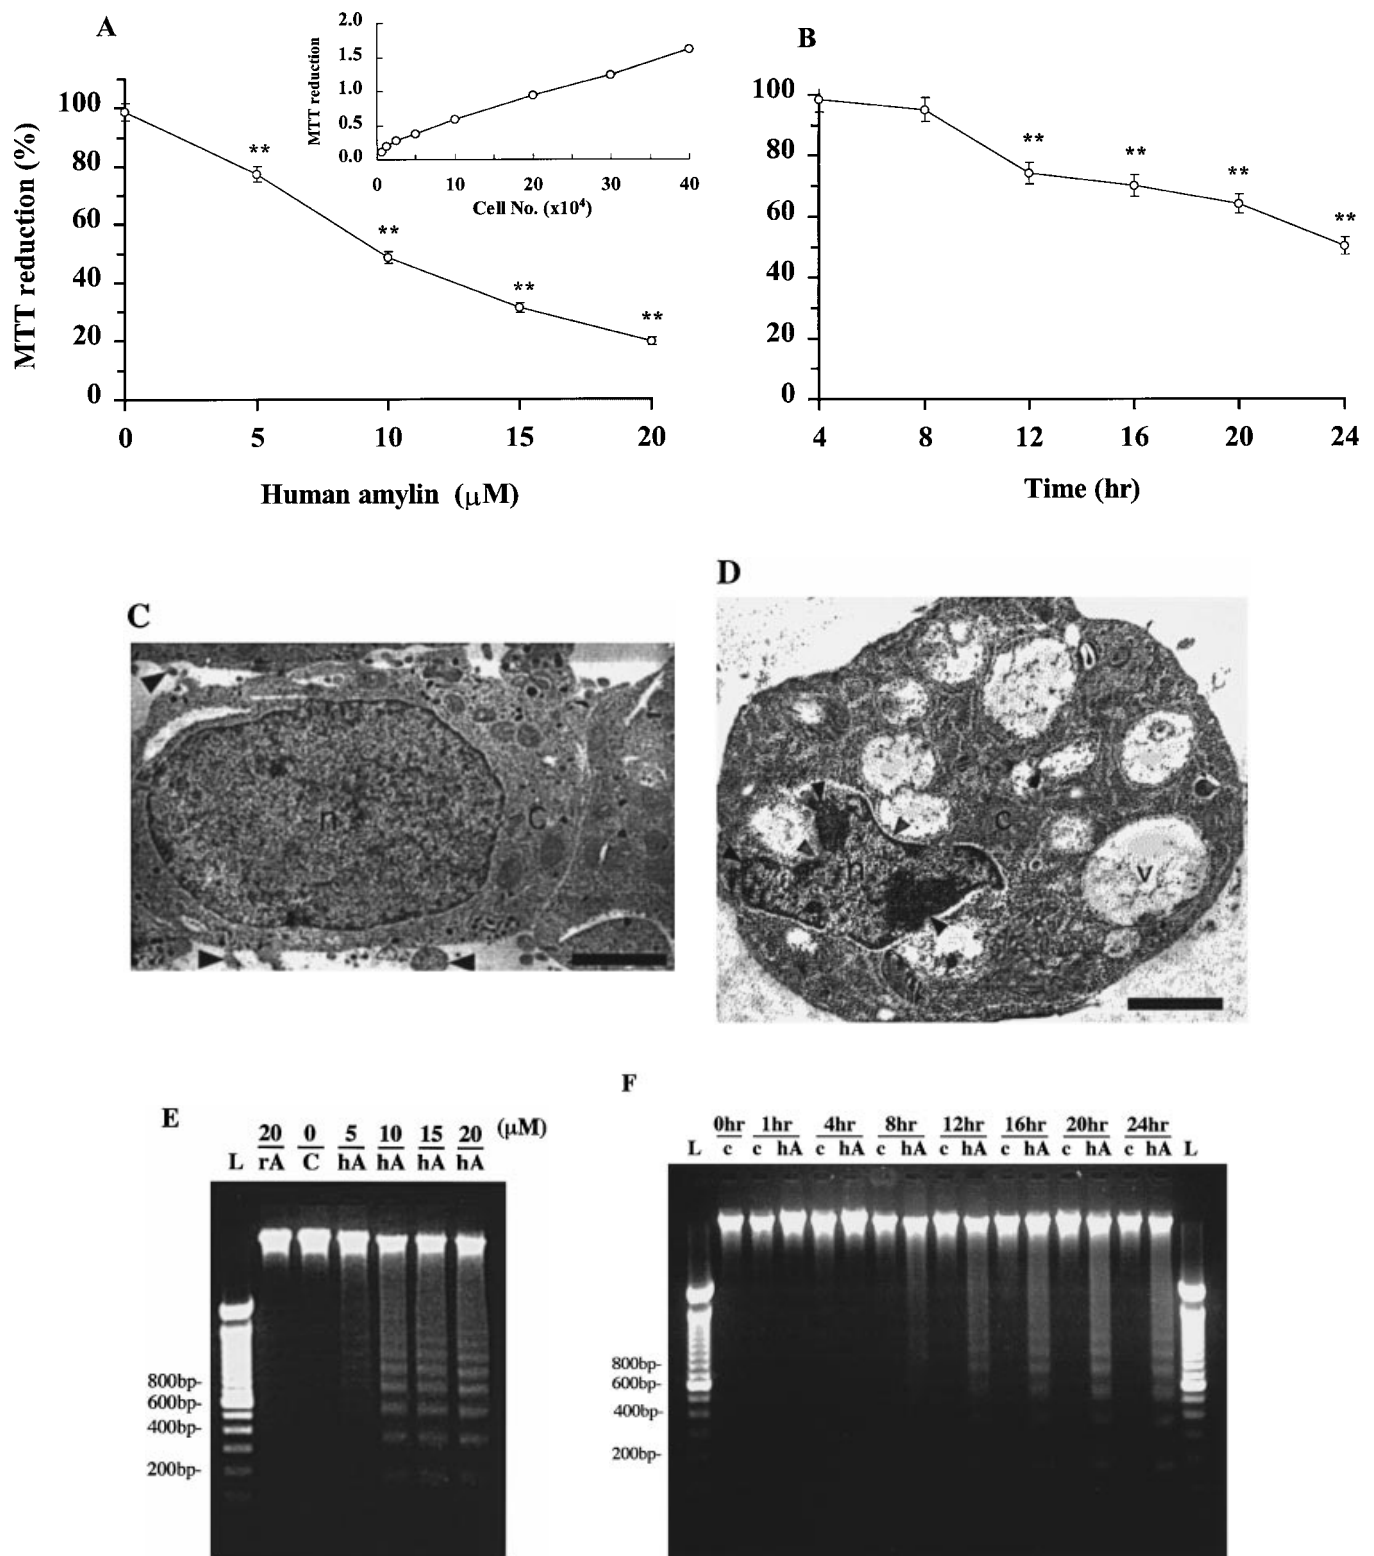 A
MTT reduction (%)
100
80
60
40
20
0
** ** ** **
0 5 10 15 20
Human amylin (μM)
MTT reduction
2.0
1.5
1.0
0.5
0.0
0 10 20 30 40
Cell No. (x10⁴)
B
100
80
60
40
20
0
** ** ** **
4 8 12 16 20 24
Time (hr)
C
n
C
D
c
n
v
E
20 0 5 10 15 20 (μM)
L rA C hA hA hA hA
800bp-
600bp-
400bp-
200bp-
F
0hr 1hr 4hr 8hr 12hr 16hr 20hr 24hr
L c c hA c hA c hA c hA c hA c hA c hA L
800bp-
600bp-
400bp-
200bp-